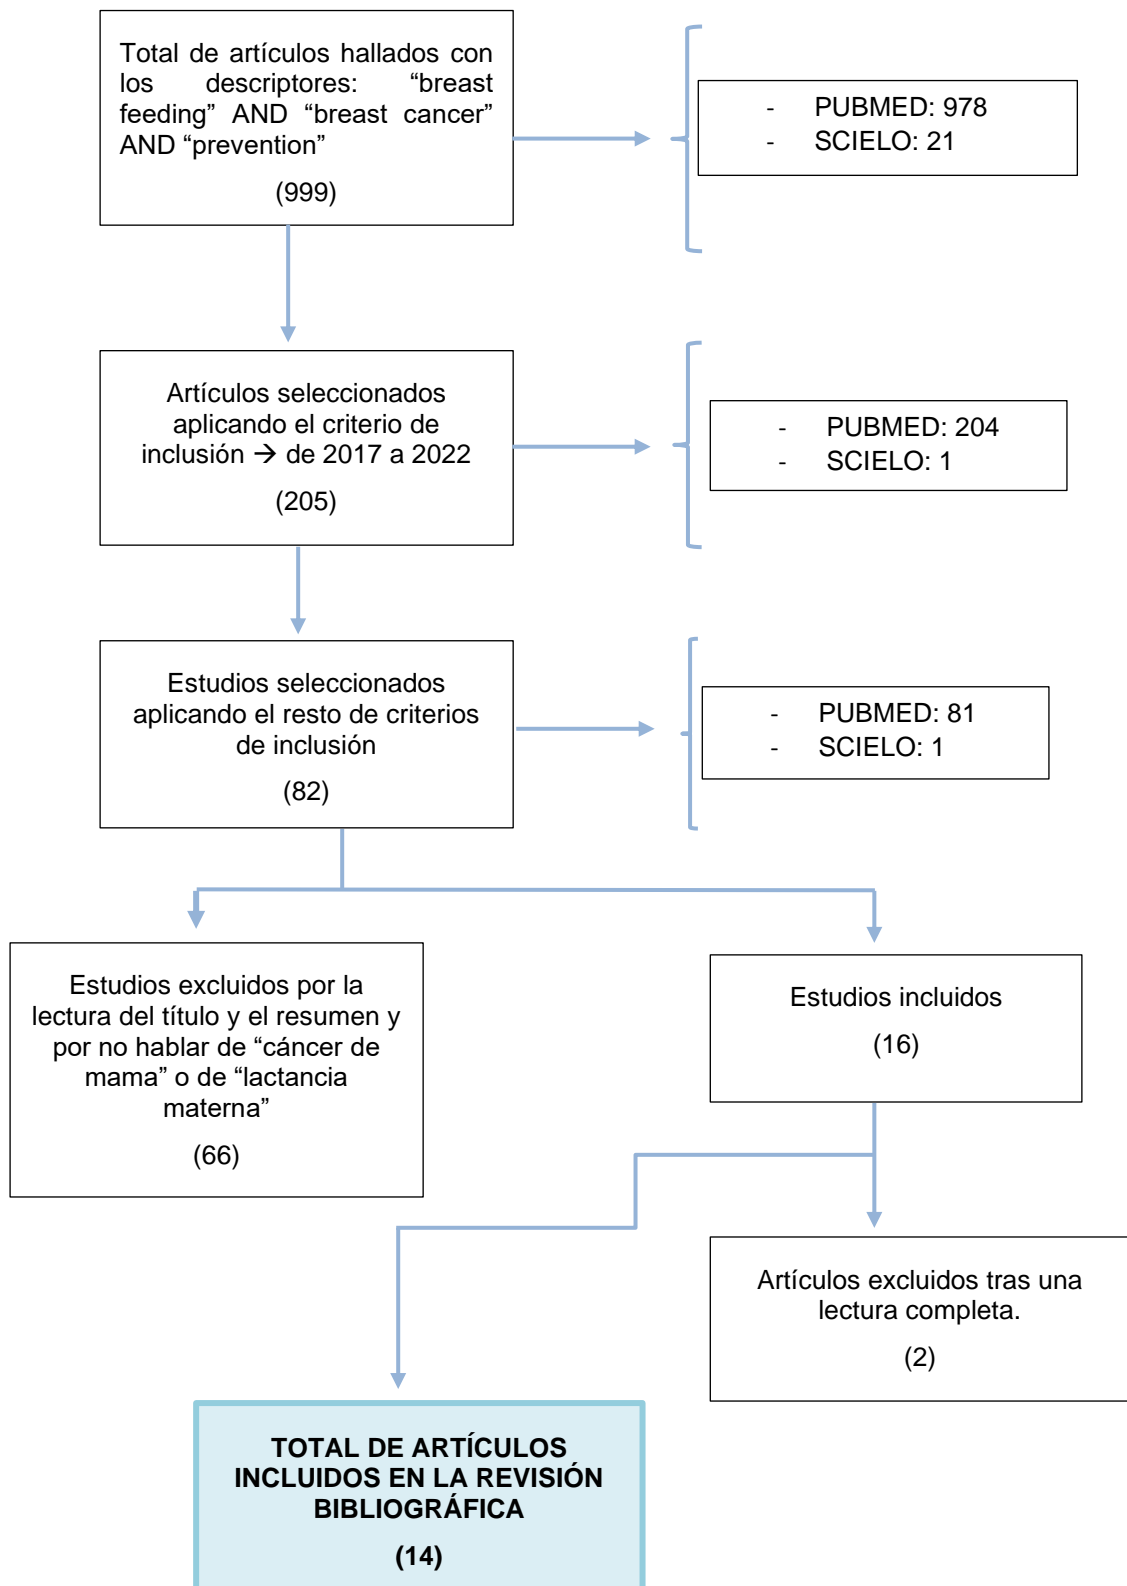 Total de artículos hallados con
los descriptores: “breast
feeding” AND “breast cancer”
AND “prevention”
(999)
- PUBMED: 978
- SCIELO: 21
Artículos seleccionados
aplicando el criterio de
inclusión → de 2017 a 2022
(205)
- PUBMED: 204
- SCIELO: 1
Estudios seleccionados
aplicando el resto de criterios
de inclusión
(82)
- PUBMED: 81
- SCIELO: 1
Estudios excluidos por la
lectura del título y el resumen y
por no hablar de “cáncer de
mama” o de “lactancia
materna”
(66)
Estudios incluidos
(16)
Artículos excluidos tras una
lectura completa.
(2)
TOTAL DE ARTÍCULOS
INCLUIDOS EN LA REVISIÓN
BIBLIOGRÁFICA
(14)